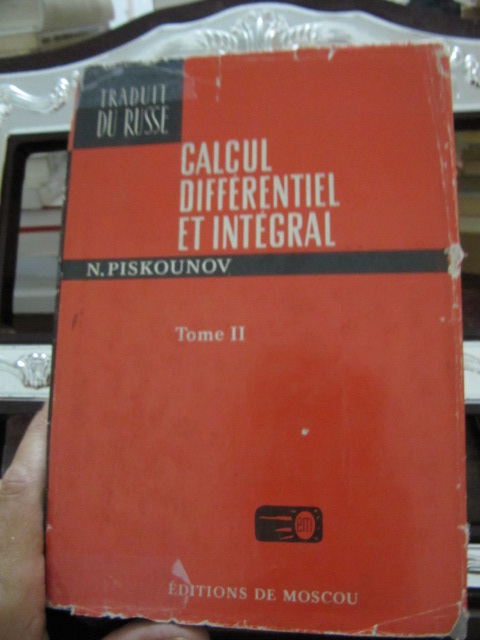 TRADUIT
DU RUSSE
CALCUL
DIFFÉRENTIEL
ET INTÉGRAL
N. PISKOUNOV
Tome II
ÉDITIONS DE MOSCOU